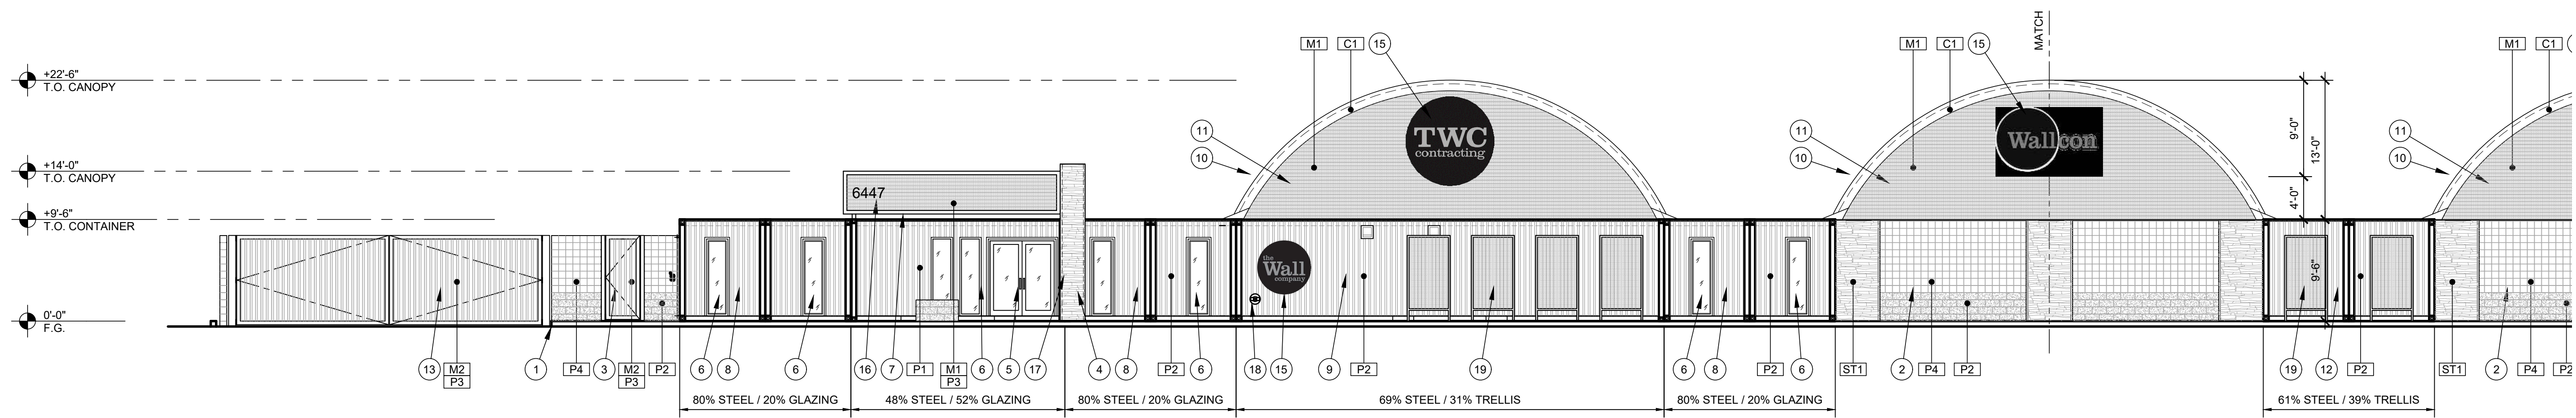 MATCH
M1
C1
15
M1
C1
15
M1
C1
+22'-6"
T.O. CANOPY
11
10
TWC
contracting
11
10
Wallcon
9'-0"
13'-0"
4'-0"
11
10
+14'-0"
T.O. CANOPY
6447
+9'-6"
T.O. CONTAINER
the
Wall
company
9'-6"
0'-0"
F.G.
13
M2
P3
1
P4
3
M2
P3
P2
6
8
6
16
7
P1
M1
P3
6
5
17
4
8
P2
6
18
15
9
P2
19
6
8
P2
6
ST1
2
P4
P2
19
12
P2
ST1
2
P4
80% STEEL / 20% GLAZING
48% STEEL / 52% GLAZING
80% STEEL / 20% GLAZING
69% STEEL / 31% TRELLIS
80% STEEL / 20% GLAZING
61% STEEL / 39% TRELLIS